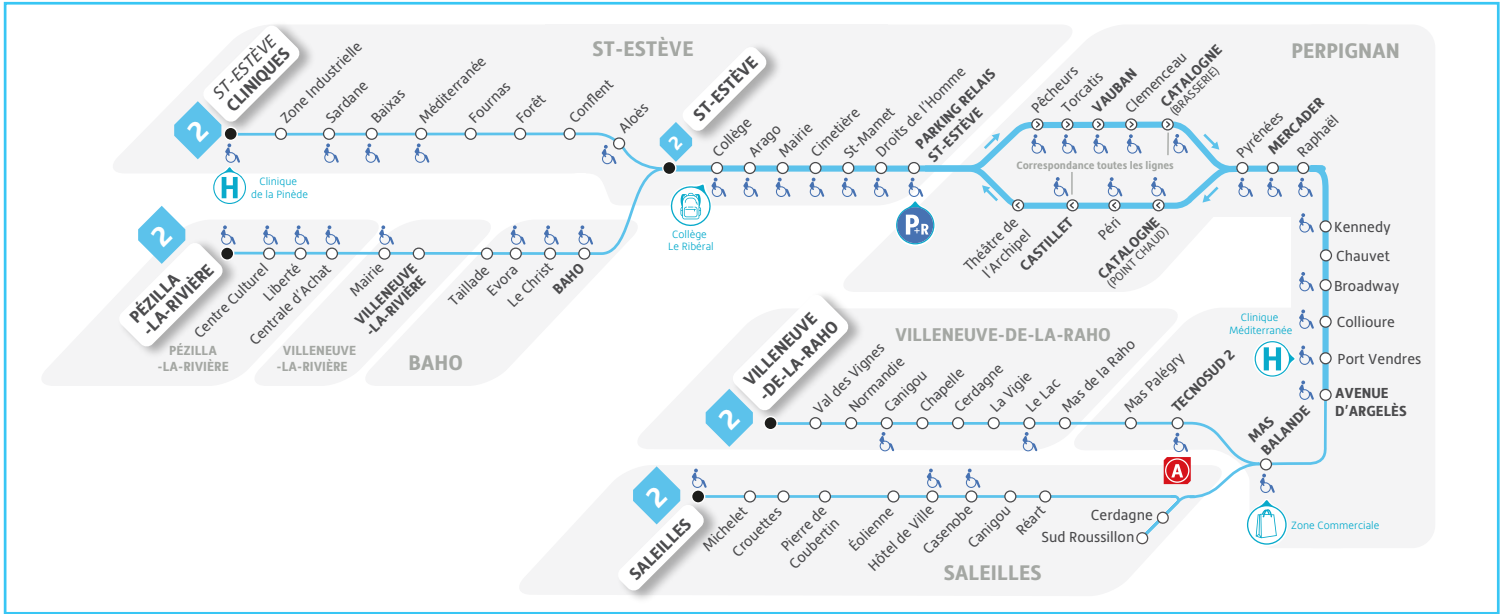 ST-ESTÈVE
PERPIGNAN
2
ST-ESTÈVE
CLINIQUES
Zone Industrielle
Sardane
Baixas
Méditerranée
Fournas
Forêt
Conflent
Aloès
H
Clinique
de la Pinède
2
ST-ESTÈVE
Collège
Arago
Mairie
Cimetière
St-Mamet
Droits de l'Homme
PARKING RELAIS
ST-ESTÈVE
Collège
Le Ribéral
P+R
Pêcheurs
Torcatis
VAUBAN
Clemenceau
CATALOGNE
(BRASSERIE)
Correspondance toutes les lignes
Théâtre de
l'Archipel
CASTILLET
Péri
CATALOGNE
(POINT CHAUD)
Pyrénées
MERCADER
Raphaël
Kennedy
Chauvet
Broadway
Collioure
Clinique
Méditerranée
H
Port Vendres
AVENUE
D'ARGELÈS
2
PÉZILLA
-LA-RIVIÈRE
Centre Culturel
Liberté
Centrale d'Achat
Mairie
VILLENEUVE
-LA-RIVIÈRE
Taillade
Evora
Le Christ
BAHO
PÉZILLA
-LA-RIVIÈRE
VILLENEUVE
-LA-RIVIÈRE
BAHO
VILLENEUVE-DE-LA-RAHO
2
VILLENEUVE
-DE-LA-RAHO
Val des Vignes
Normandie
Canigou
Chapelle
Cerdagne
La Vigie
Le Lac
Mas de la Raho
Mas Palégry
TECNOSUD 2
A
MAS
BALANDE
Zone Commerciale
2
SALEILLES
Michelet
Crouettes
Pierre de
Coubertin
Éolienne
Hôtel de Ville
Casenobe
Canigou
Réart
Cerdagne
Sud Roussillon
SALEILLES